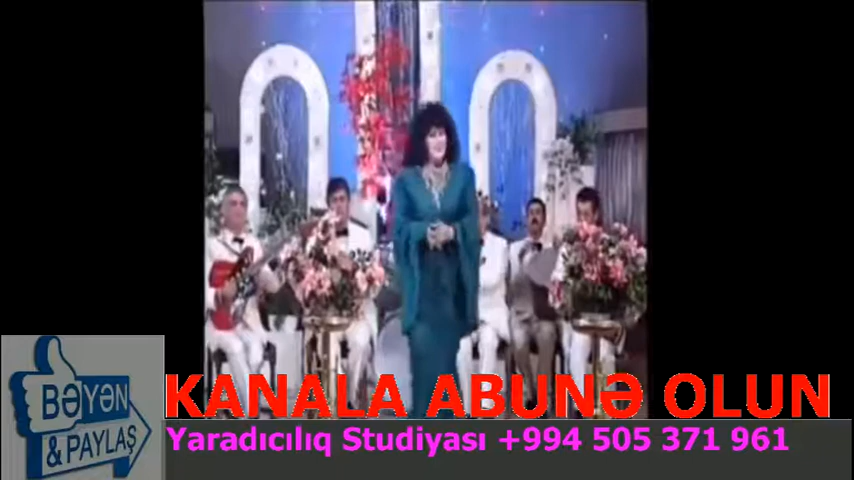 KANALA ABUNƏ OLUN
BƏYƏN
& PAYLAŞ
Yaradıcılıq Studiyası +994 505 371 961